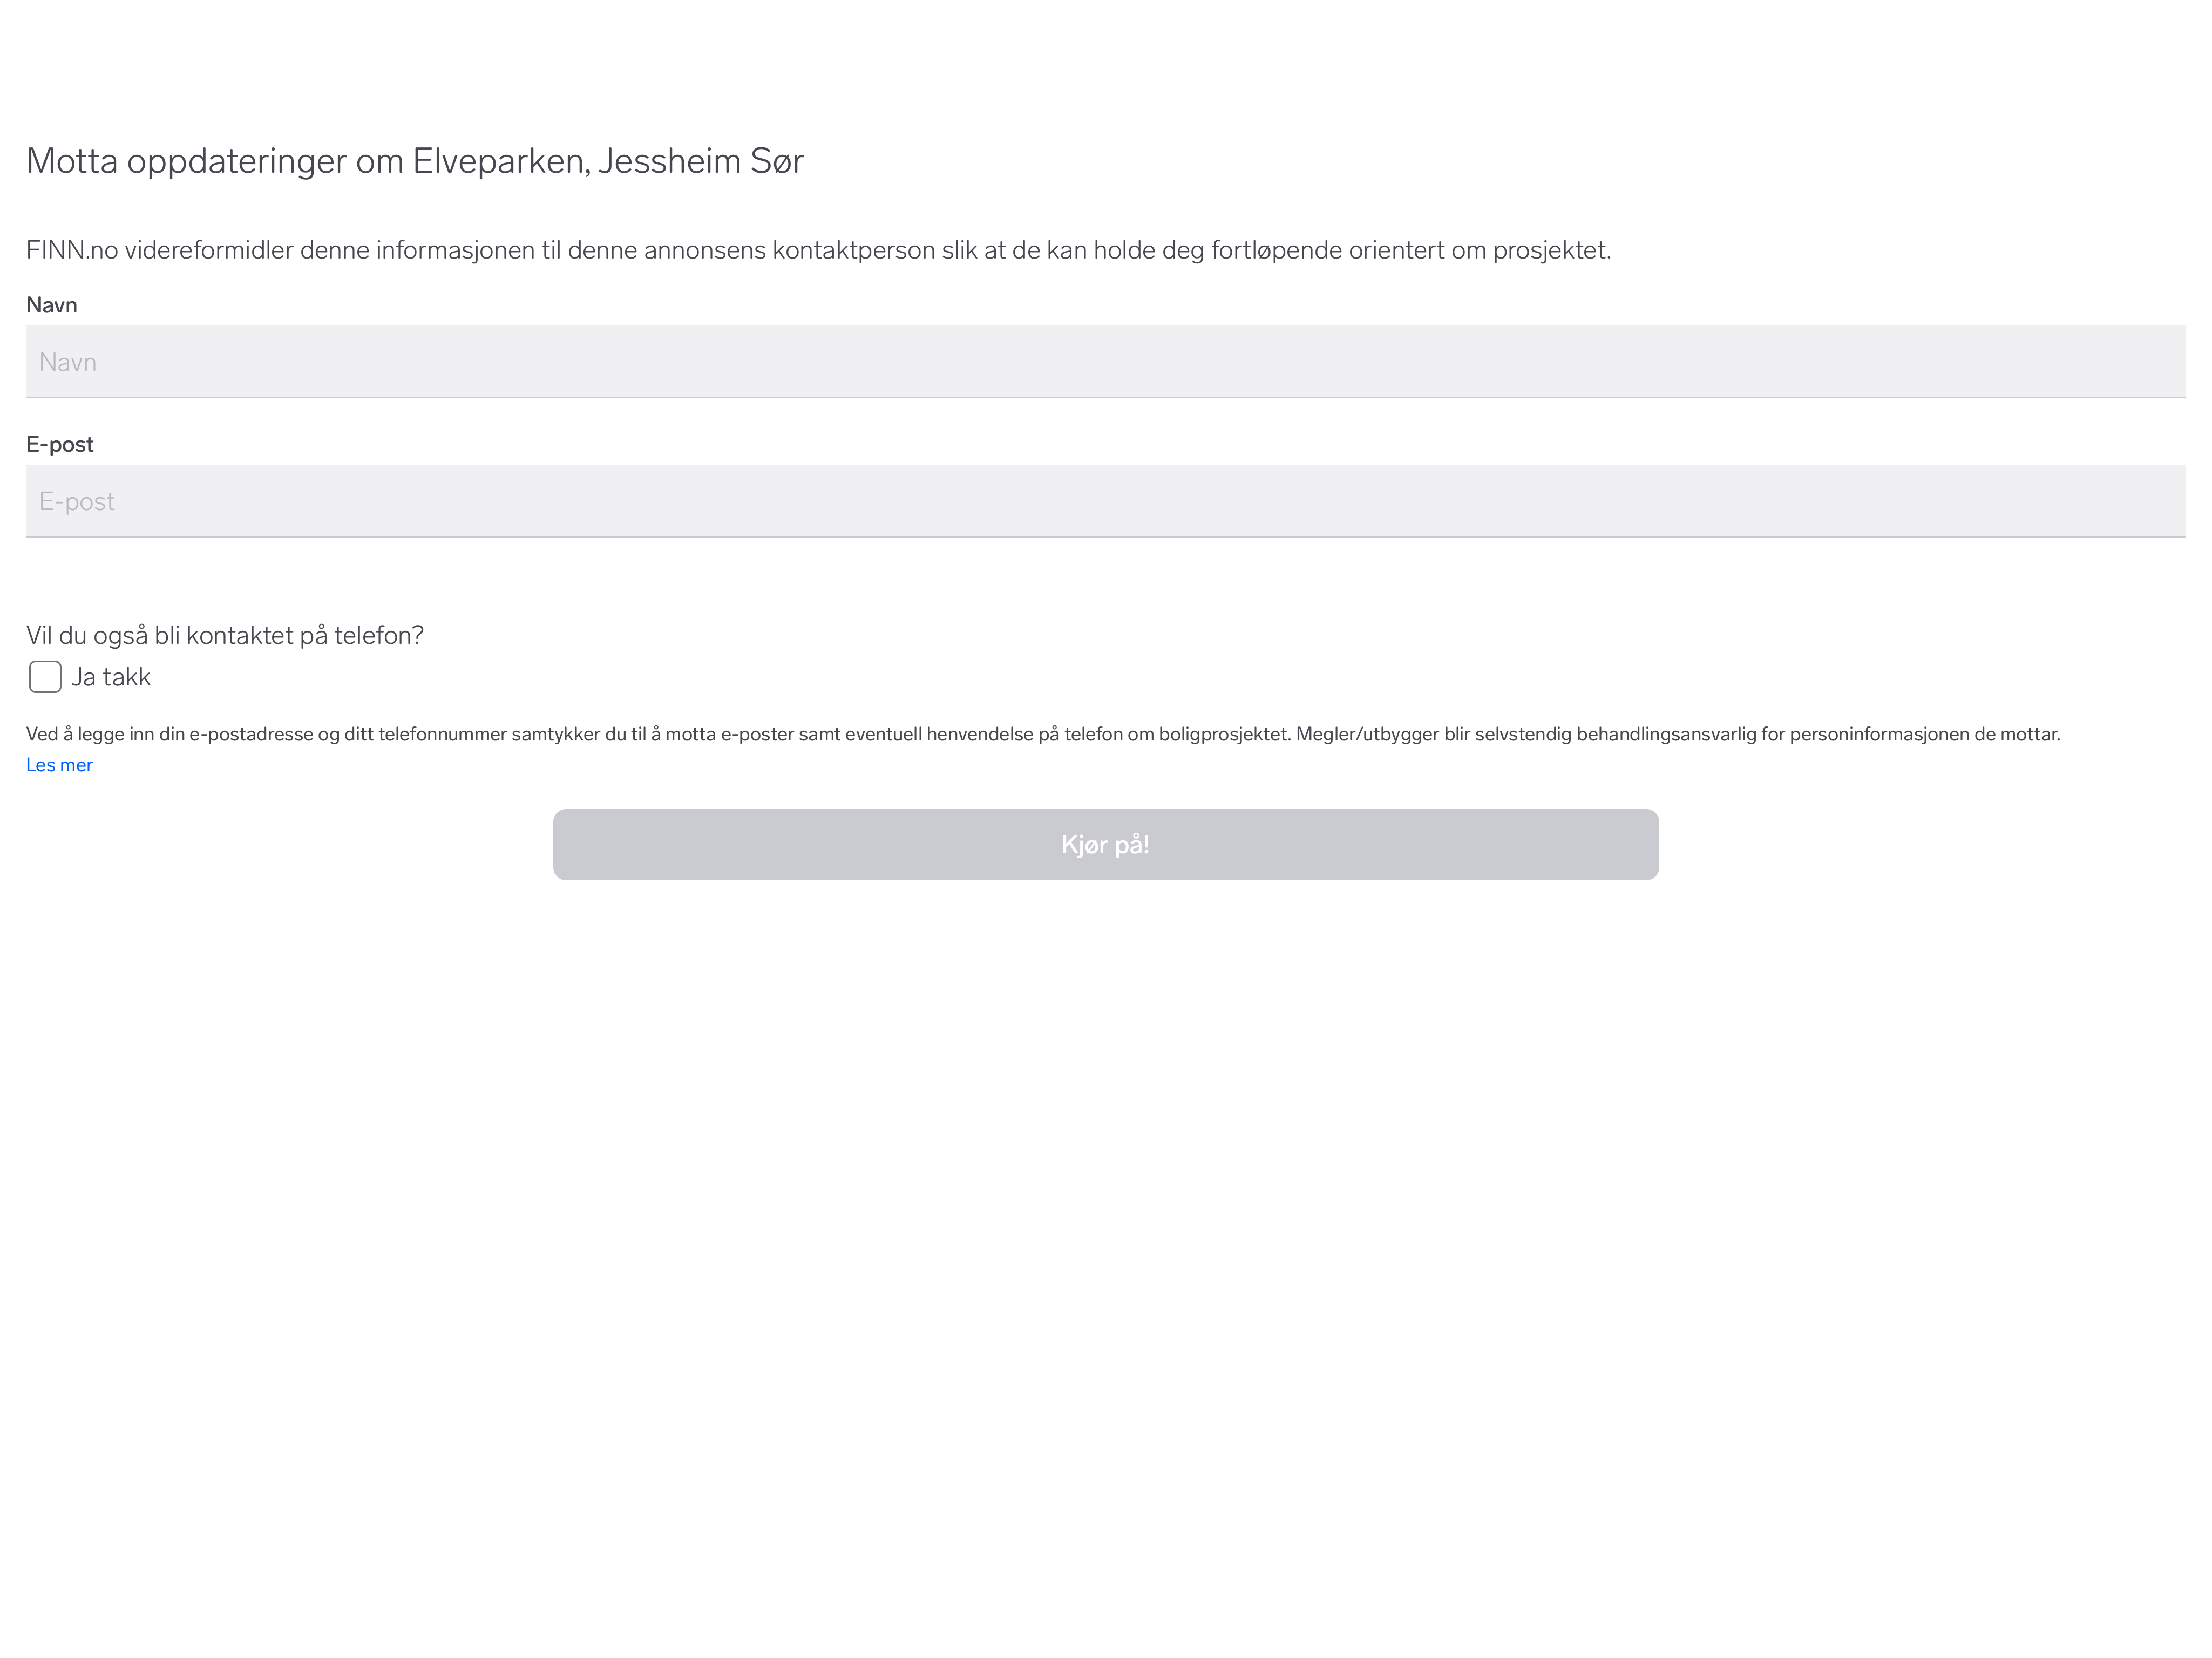 Motta oppdateringer om Elveparken, Jessheim Sør
FINN.no videreformidler denne informasjonen til denne annonsens kontaktperson slik at de kan holde deg fortløpende orientert om prosjektet.
Navn
Navn
E-post
E-post
Vil du også bli kontaktet på telefon?
Ja takk
Ved å legge inn din e-postadresse og ditt telefonnummer samtykker du til å motta e-poster samt eventuell henvendelse på telefon om boligprosjektet. Megler/utbygger blir selvstendig behandlingsansvarlig for personinformasjonen de mottar.
Les mer
Kjør på!